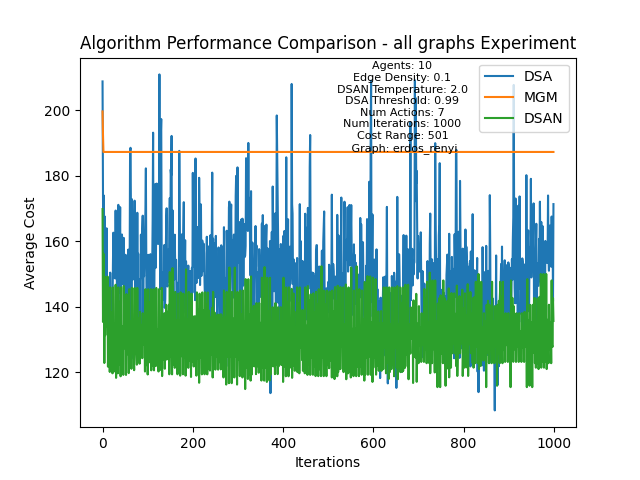 Algorithm Performance Comparison - all graphs Experiment
Agents: 10
Edge Density: 0.1
DSAN Temperature: 2.0
DSA Threshold: 0.99
Num Actions: 7
Num Iterations: 1000
Cost Range: 501
Graph: erdos_renyi
DSA
MGM
DSAN
Average Cost
200
180
160
140
120
0
200
400
600
800
1000
Iterations